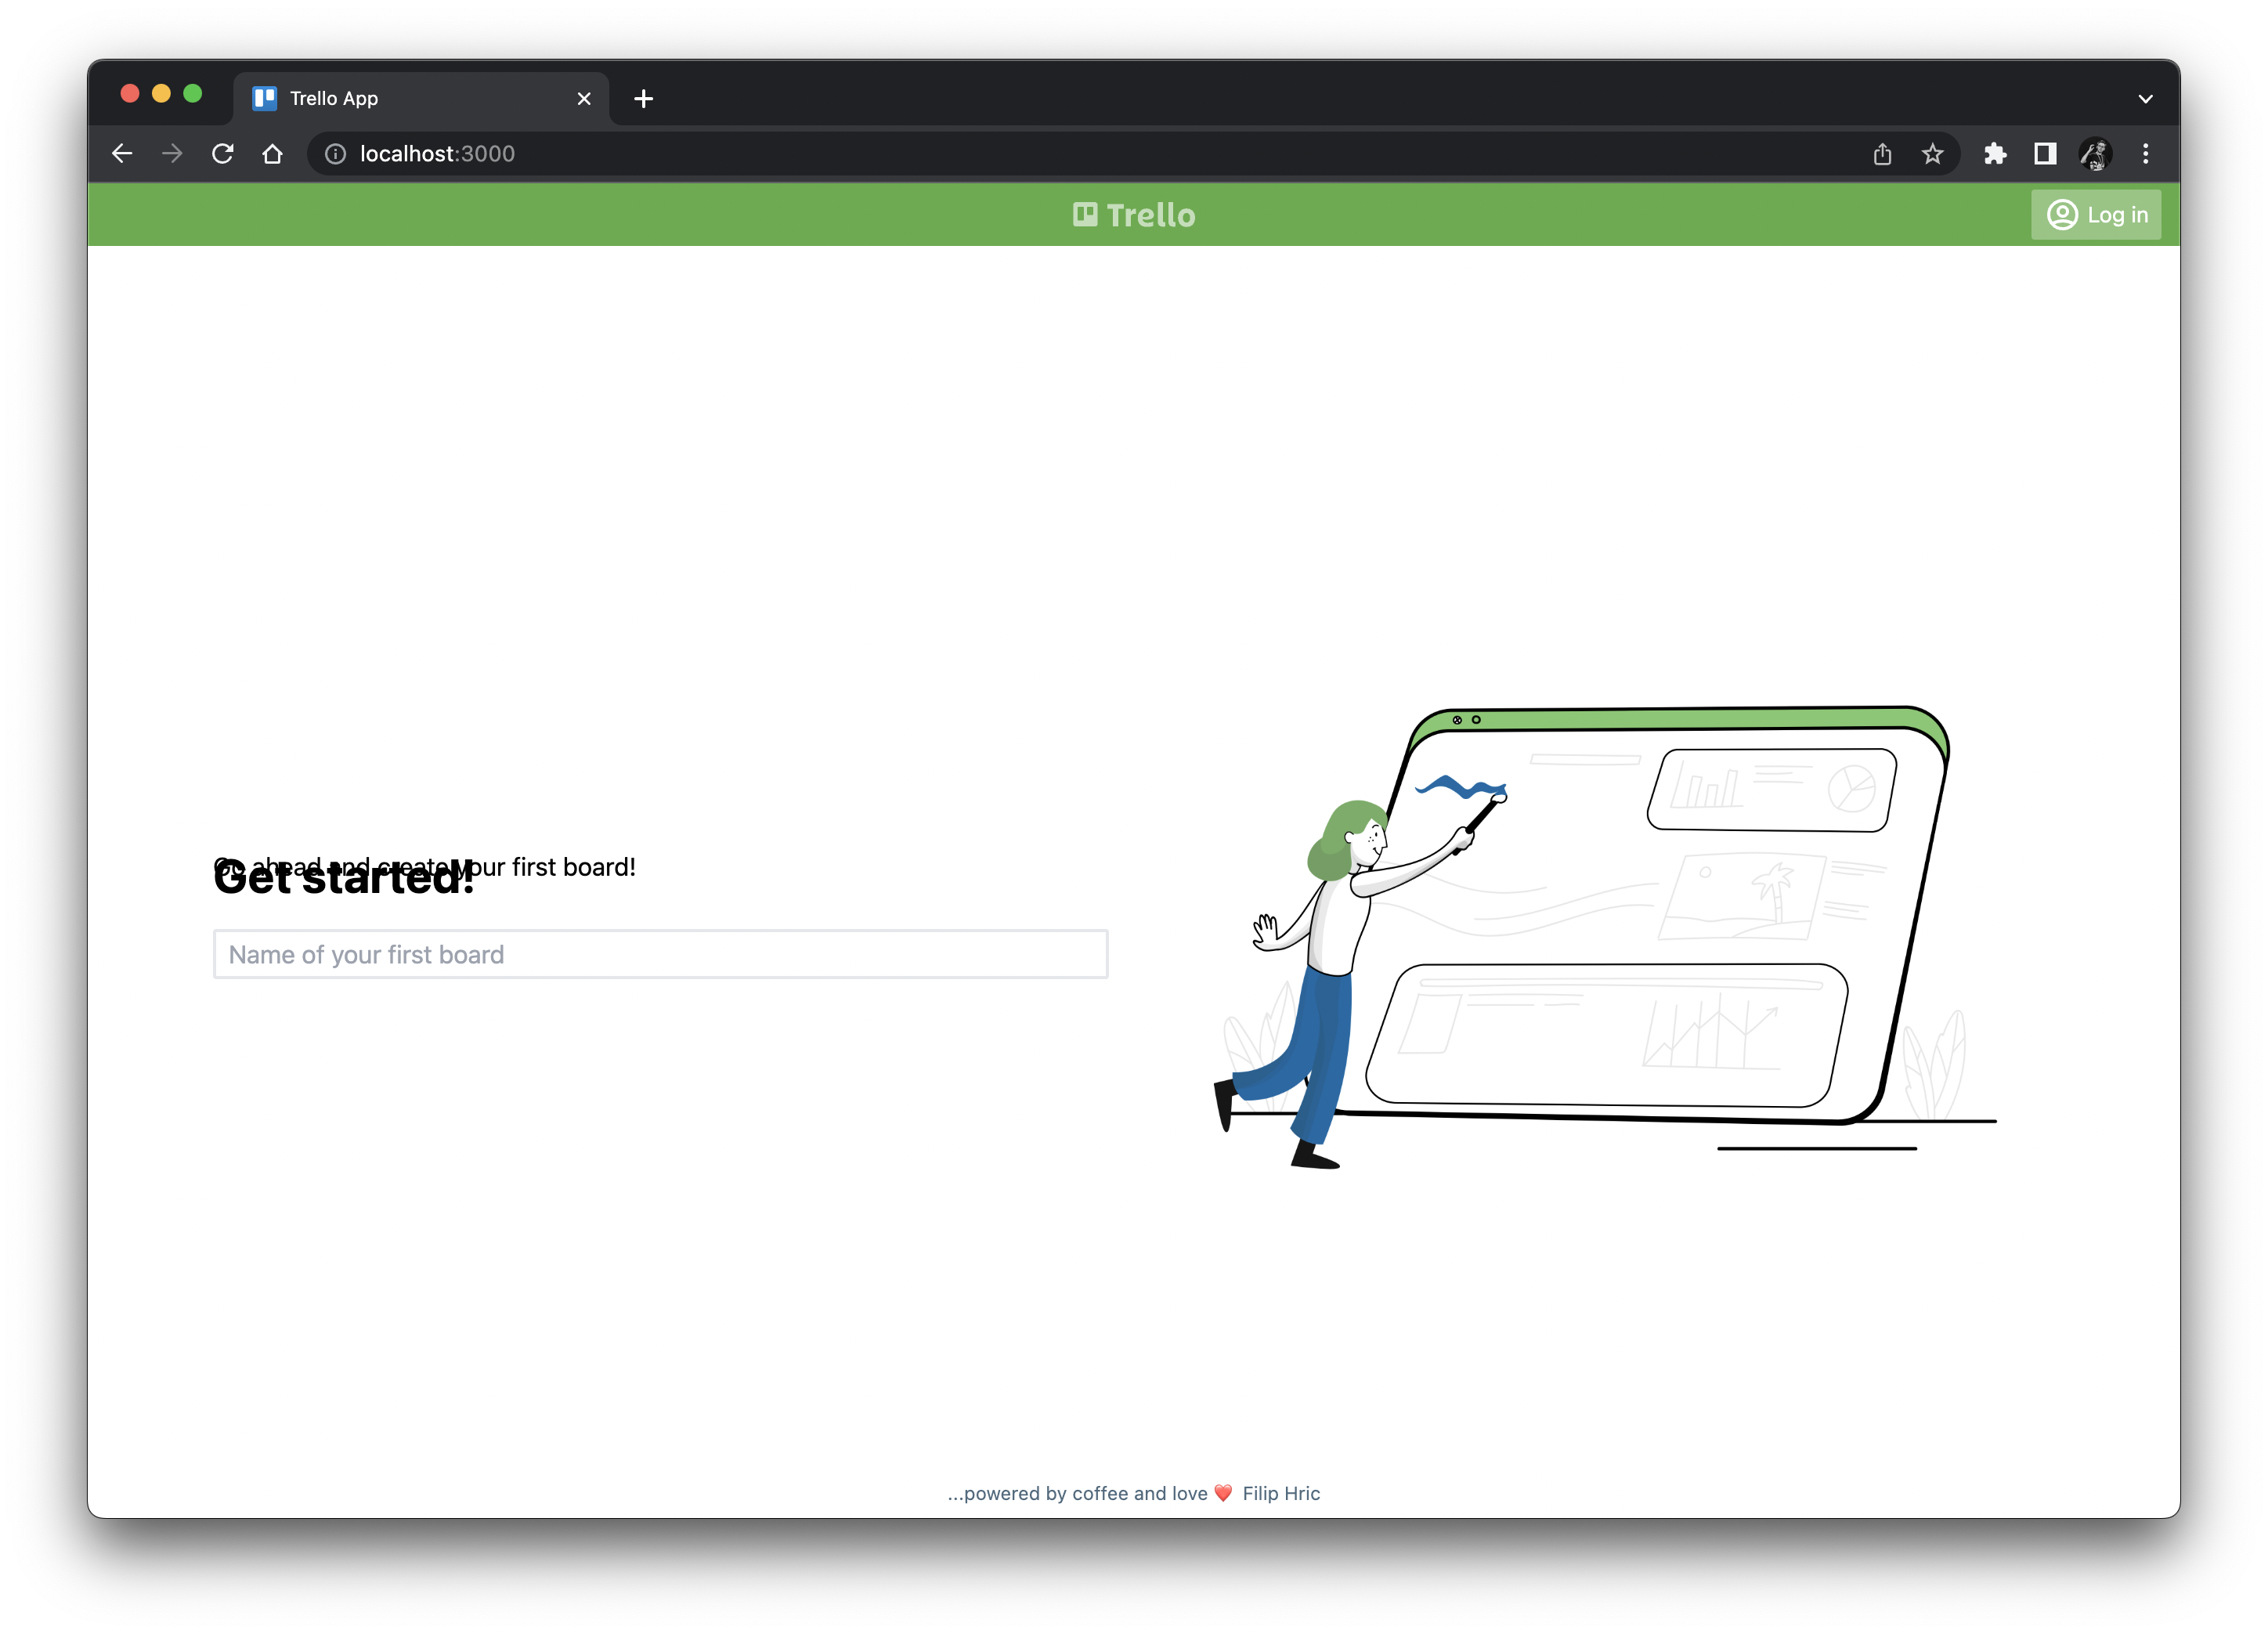 Trello App
localhost:3000
Trello
Log in
Go ahead and create your first board!
Get started!
Name of your first board
...powered by coffee and love ❤️ Filip Hric